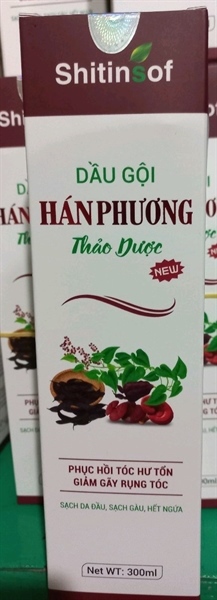 Shitinsof
DẦU GỘI
HÁN PHƯƠNG
Thảo Dược
NEW
PHỤC HỒI TÓC HƯ TỔN
GIẢM GÃY RỤNG TÓC
SẠCH DA ĐẦU, SẠCH GÀU, HẾT NGỨA
Net WT: 300ml